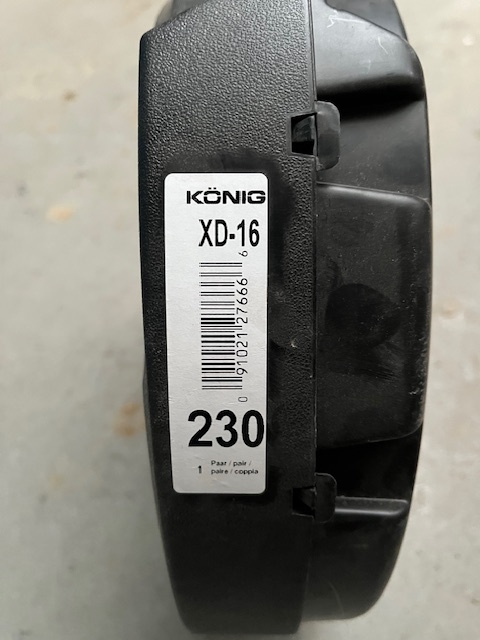 KÖNIG
XD-16
0 91021 27666 6
230
1 Paar / pair /
paire / coppia